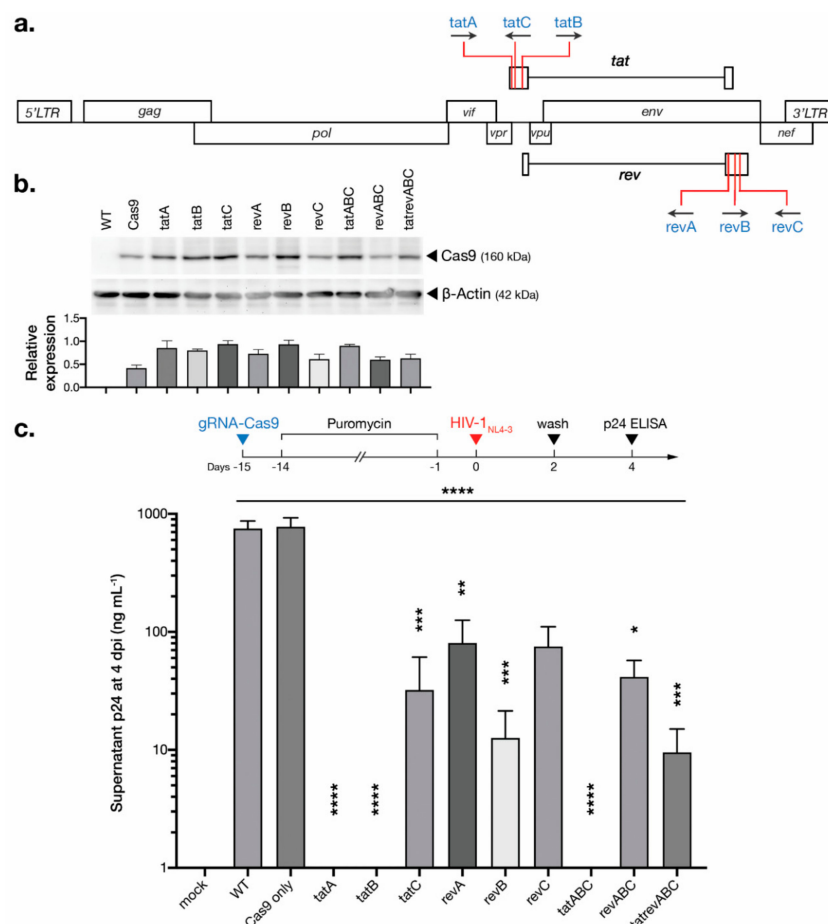 a.
tatA tatC tatB
tat
5'LTR gag vif env 3'LTR
pol vpr vpu nef
rev
revA revB revC
b.
WT Cas9 tatA tatB tatC revA revB revC tatABC revABC tatrevABC
Cas9 (160 kDa)
β-Actin (42 kDa)
Relative
expression
1.5
1.0
0.5
0.0
c.
gRNA-Cas9 Puromycin HIV-1NL4-3 wash p24 ELISA
Days -15 -14 // -1 0 2 4
****
Supernatant p24 at 4 dpi (ng mL-1)
1000
100
10
1
**** **** *** ** *** **** * ***
mock WT Cas9 only tatA tatB tatC revA revB revC tatABC revABC tatrevABC